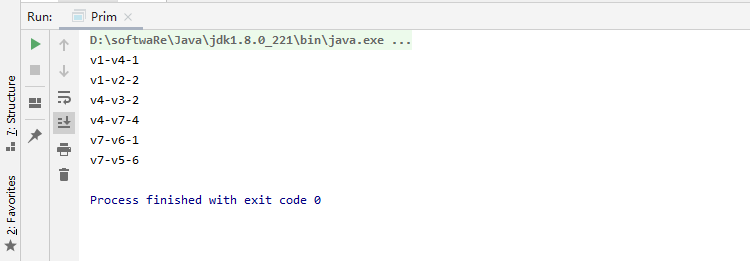 Run: Prim
D:\softwaRe\Java\jdk1.8.0_221\bin\java.exe ...
v1-v4-1
v1-v2-2
v4-v3-2
v4-v7-4
v7-v6-1
v7-v5-6
Process finished with exit code 0
7: Structure
2: Favorites